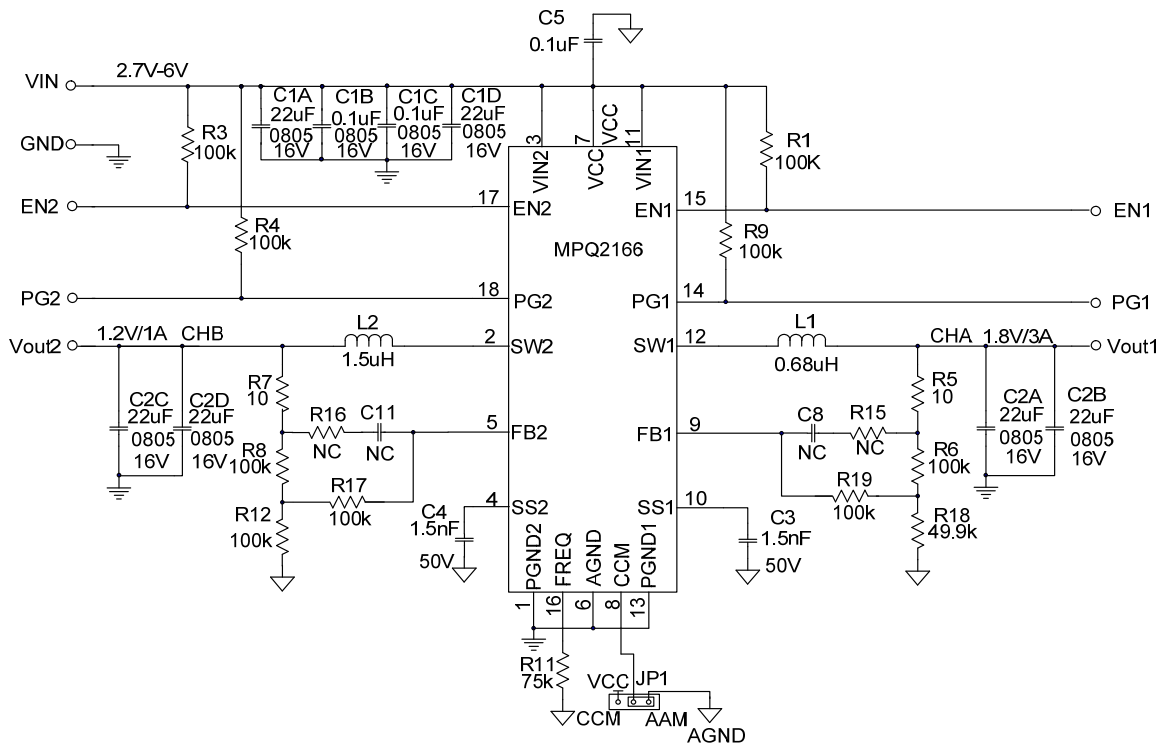 C5
0.1uF
VIN
2.7V-6V
GND
R3
100k
C1A
22uF
0805
16V
C1B
0.1uF
0805
16V
C1C
0.1uF
0805
16V
C1D
22uF
0805
16V
3
VIN2
7
VCC
VCC
11
VIN1
R1
100K
EN2
17
EN2
EN1
15
EN1
R4
100k
R9
100k
MPQ2166
PG2
18
PG2
PG1
14
PG1
Vout2
1.2V/1A
CHB
L2
1.5uH
2
SW2
SW1
12
L1
0.68uH
CHA
1.8V/3A
Vout1
C2C
22uF
0805
16V
C2D
22uF
0805
16V
R7
10
R16
NC
C11
NC
5
FB2
FB1
9
C8
NC
R15
NC
R5
10
C2A
22uF
0805
16V
C2B
22uF
0805
16V
R8
100k
R17
100k
R12
100k
R6
100k
R19
100k
R18
49.9k
C4
1.5nF
50V
4
SS2
SS1
10
C3
1.5nF
50V
PGND2
FREQ
AGND
CCM
PGND1
1
16
6
8
13
R11
75k
VCC
JP1
CCM
AAM
AGND